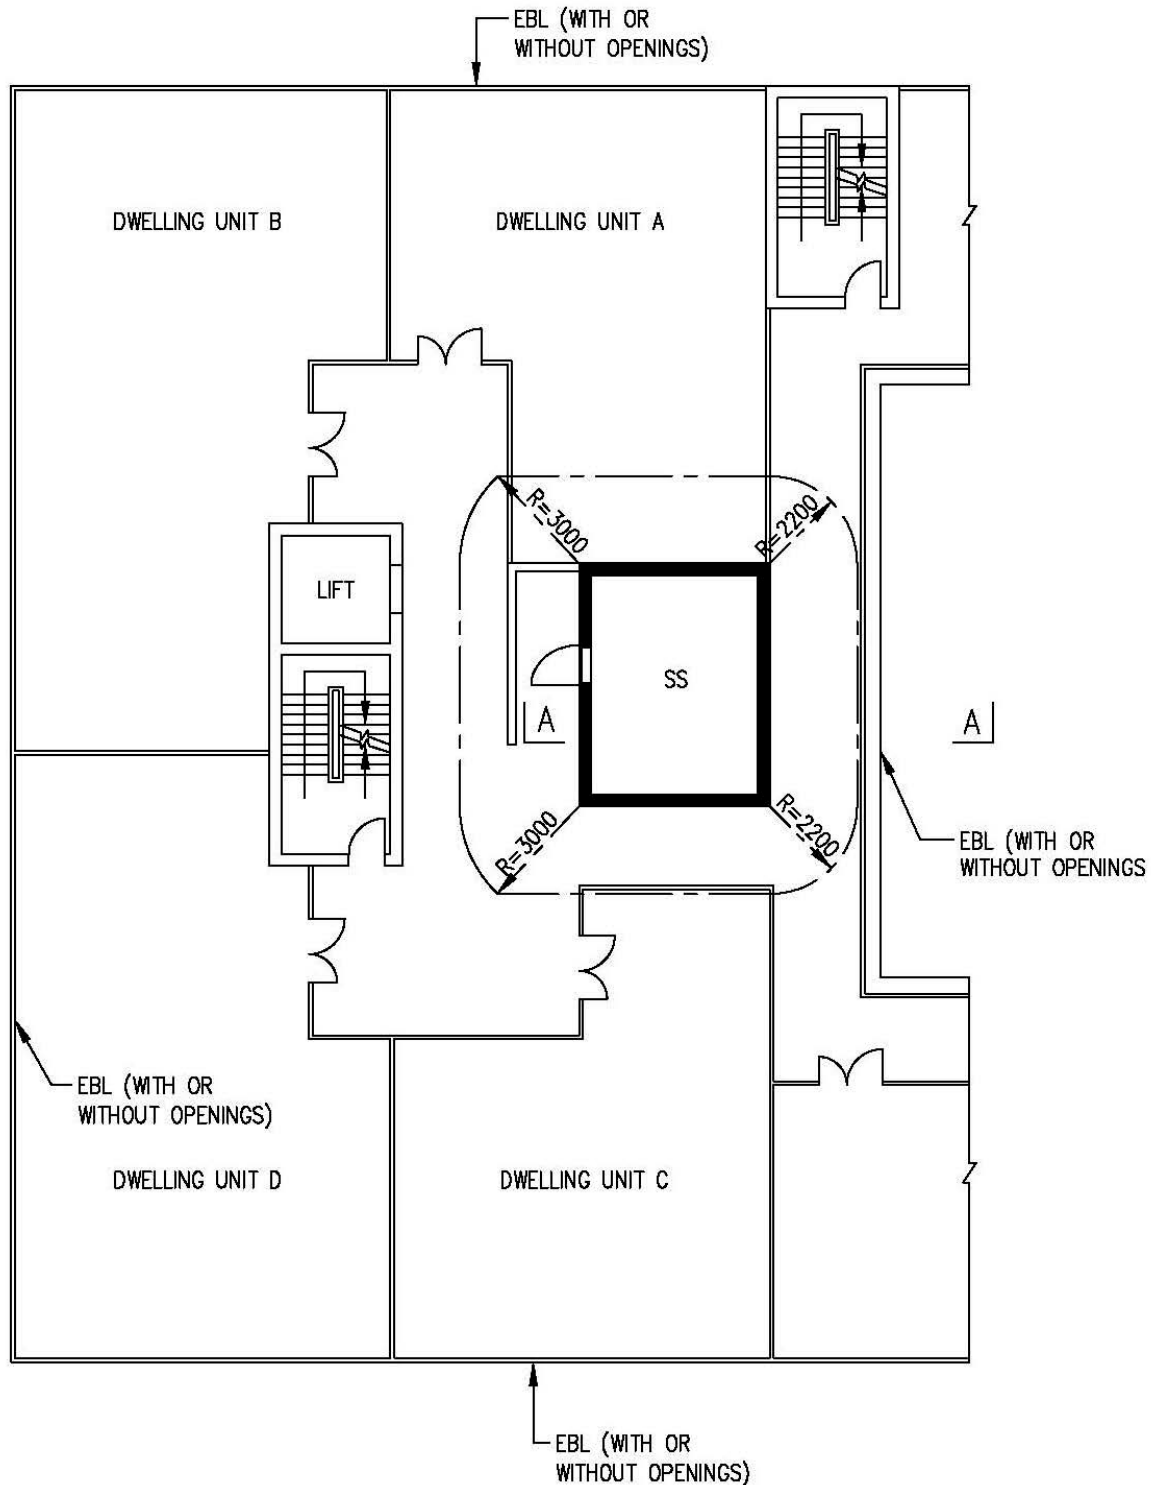 EBL (WITH OR
WITHOUT OPENINGS)
DWELLING UNIT B
DWELLING UNIT A
R=3000
R=2200
LIFT
SS
A
A
R=3000
R=2200
EBL (WITH OR
WITHOUT OPENINGS
EBL (WITH OR
WITHOUT OPENINGS)
DWELLING UNIT D
DWELLING UNIT C
EBL (WITH OR
WITHOUT OPENINGS)